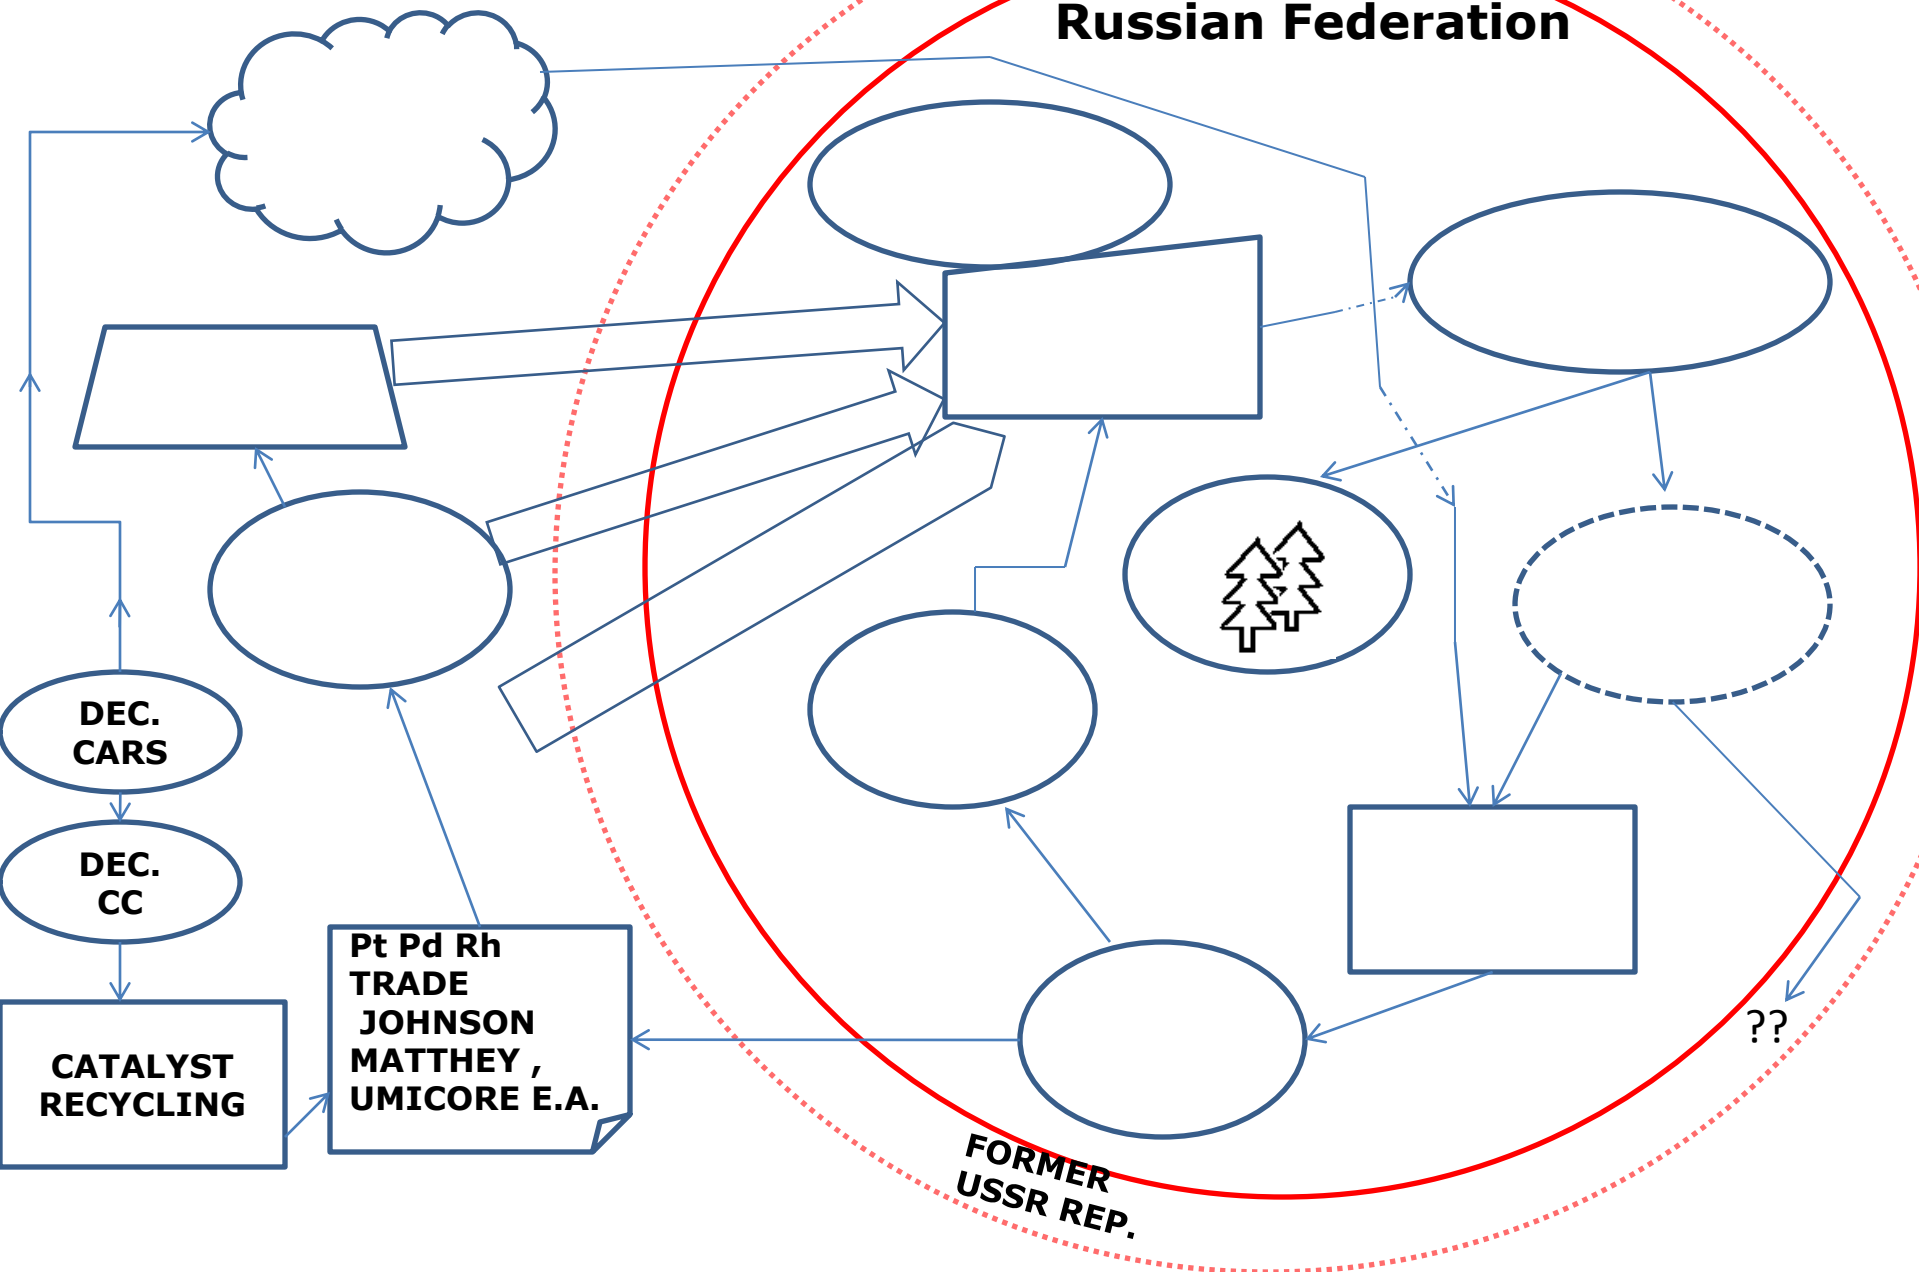 Russian Federation
DEC.
CARS
DEC.
CC
CATALYST
RECYCLING
Pt Pd Rh
TRADE
JOHNSON
MATTHEY ,
UMICORE E.A.
??
FORMER
USSR REP.